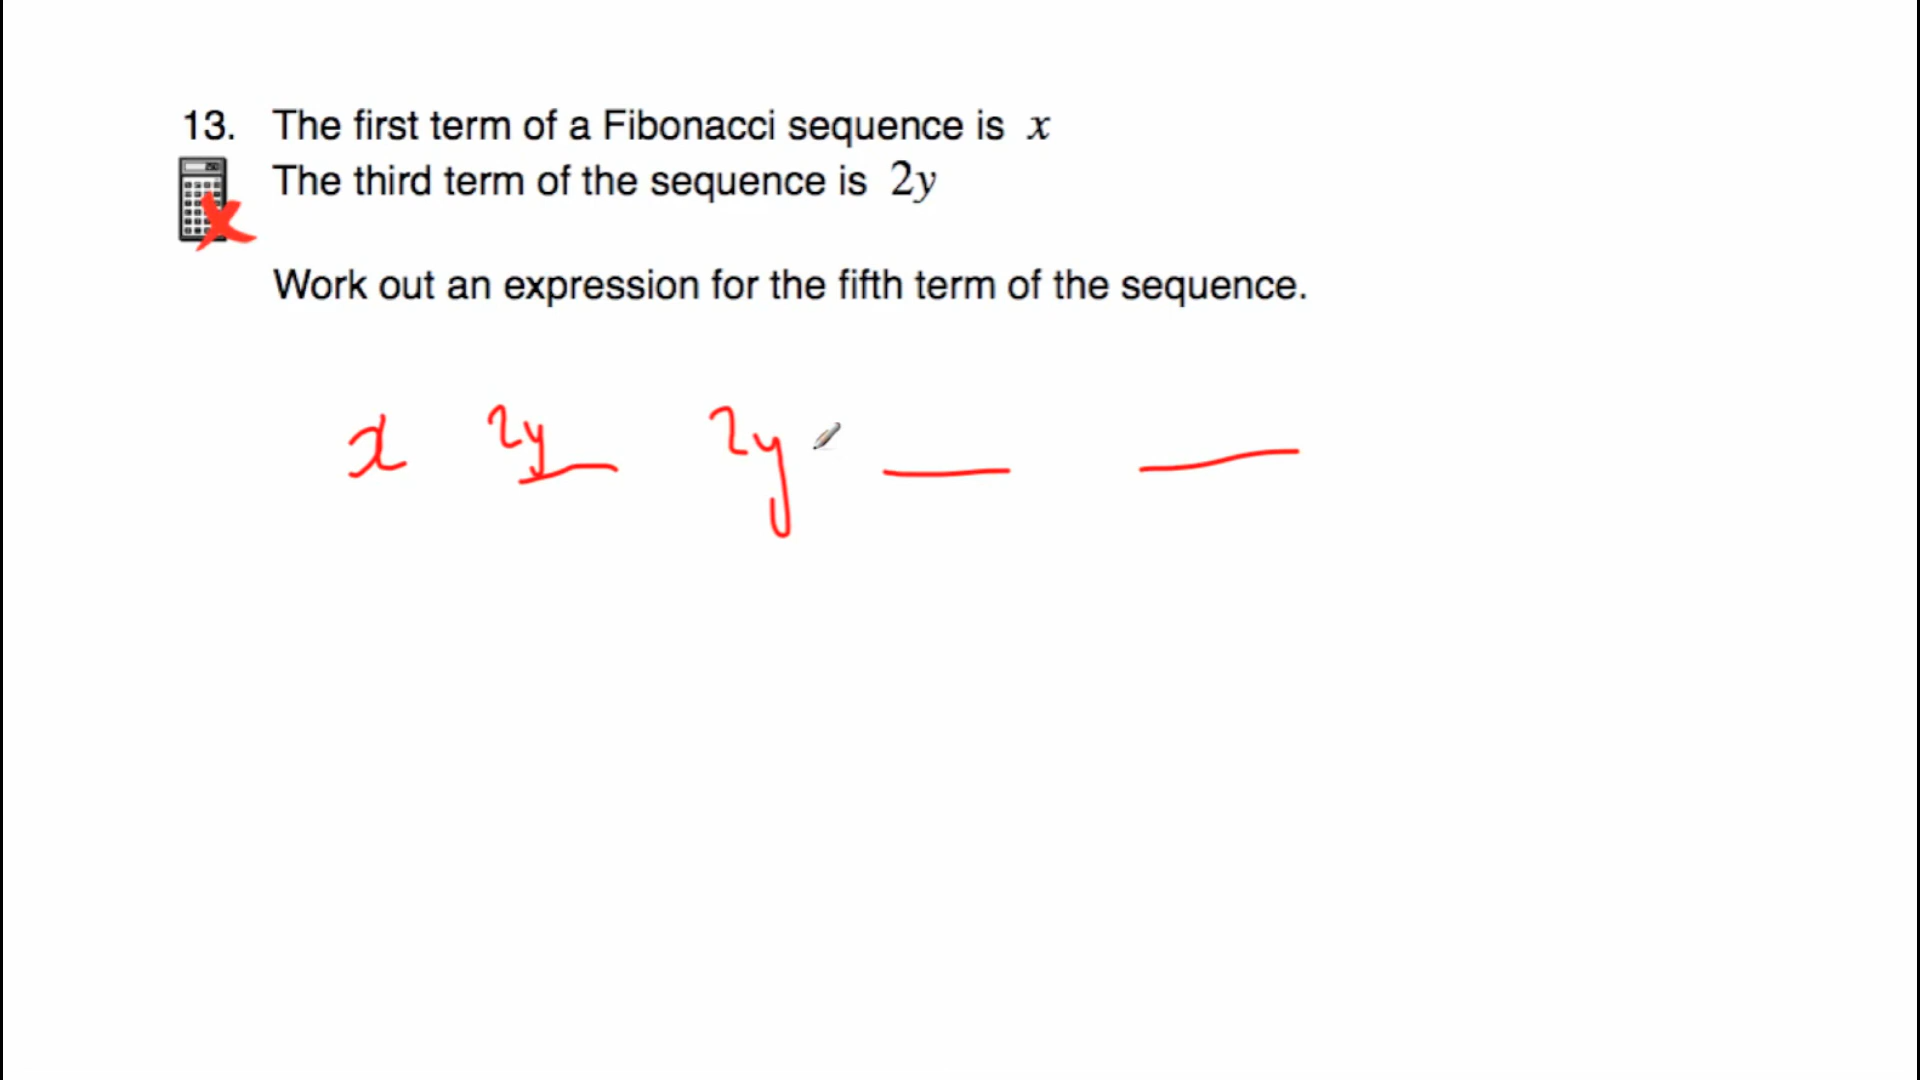 13. The first term of a Fibonacci sequence is x
The third term of the sequence is 2y
Work out an expression for the fifth term of the sequence.
x 2y 2y